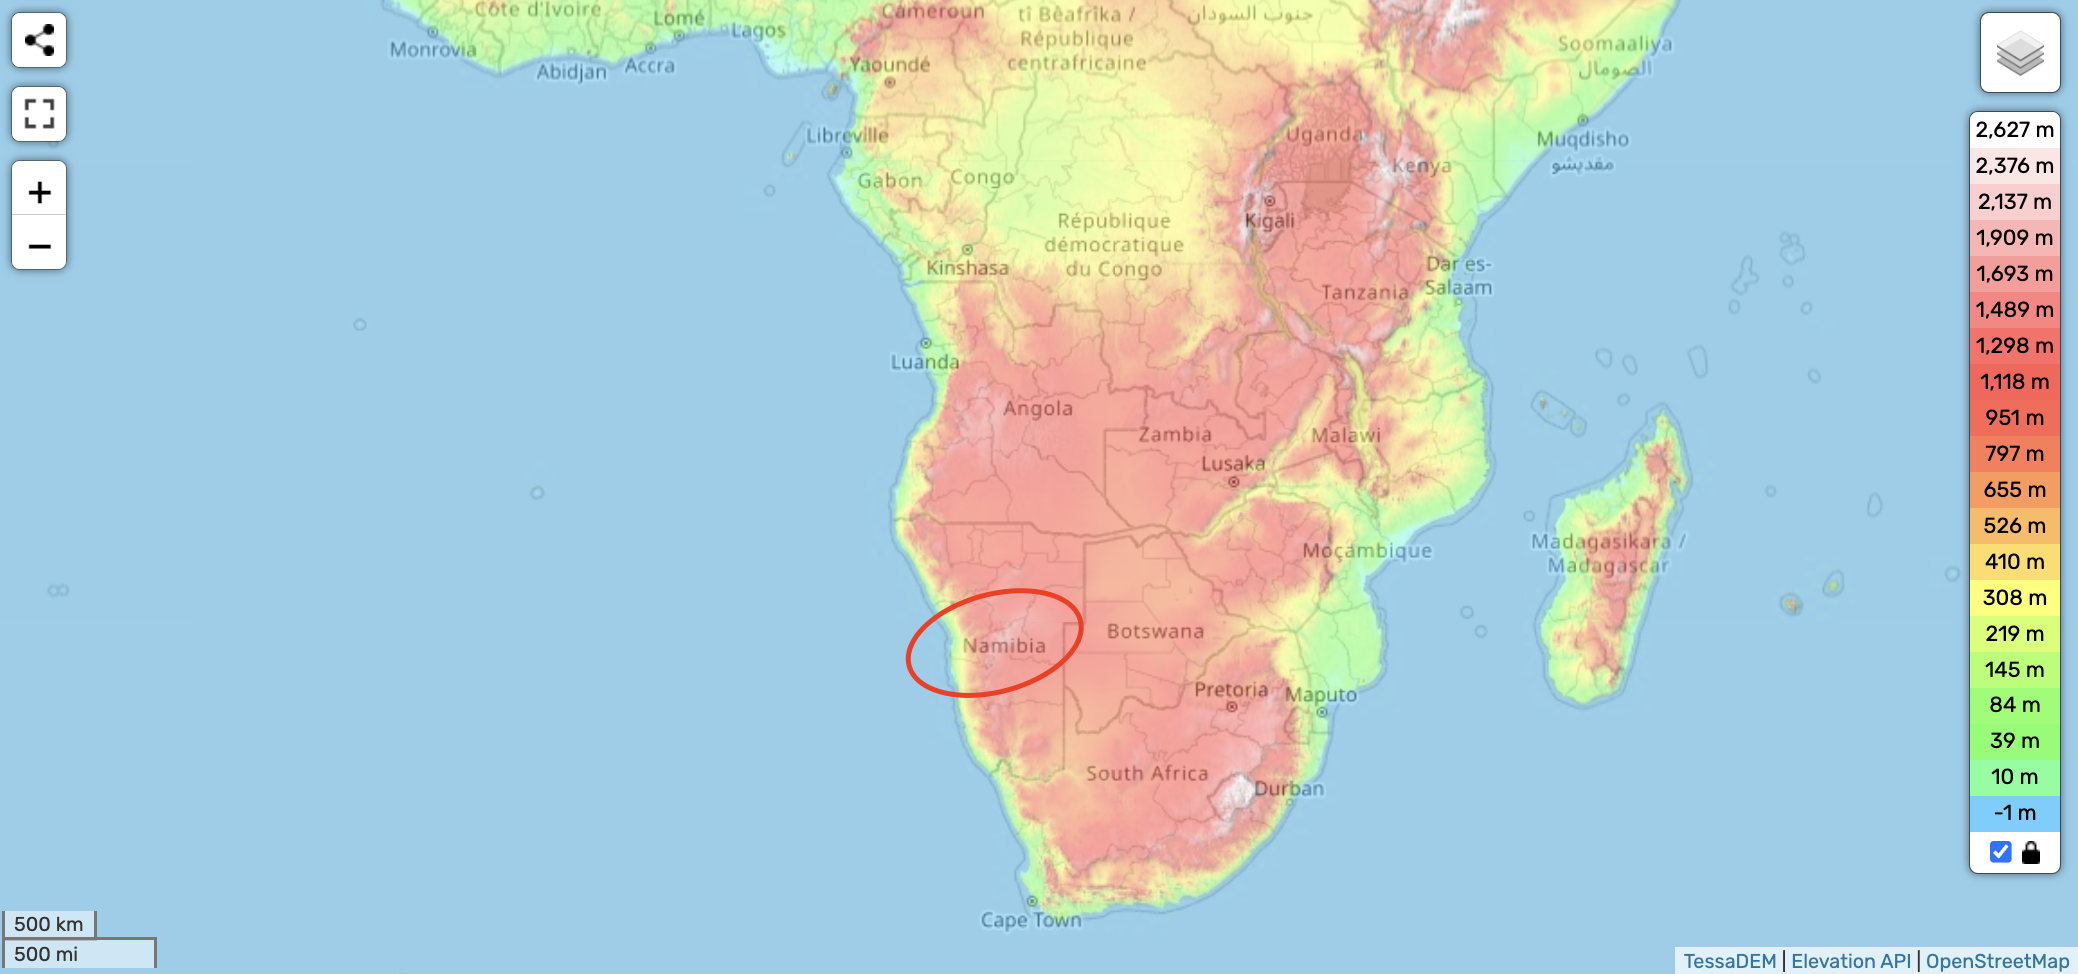 Côte d'Ivoire
Lomé
Cameroun
tî Bêafrîka /
République
centrafricaine
جنوب السودان
Monrovia
Abidjan
Accra
Lagos
Yaoundé
Soomaaliya
الصومال
Libreville
Uganda
Muqdisho
مقديشو
Kenya
Gabon
Congo
Kigali
République
démocratique
du Congo
Kinshasa
Dar es-
Salaam
Tanzania
Luanda
Angola
Zambia
Malawi
Lusaka
Moçambique
Madagasikara /
Madagascar
Namibia
Botswana
Pretoria
Maputo
South Africa
Durban
Cape Town
+
−
2,627 m
2,376 m
2,137 m
1,909 m
1,693 m
1,489 m
1,298 m
1,118 m
951 m
797 m
655 m
526 m
410 m
308 m
219 m
145 m
84 m
39 m
10 m
-1 m
500 km
500 mi
TessaDEM | Elevation API | OpenStreetMap